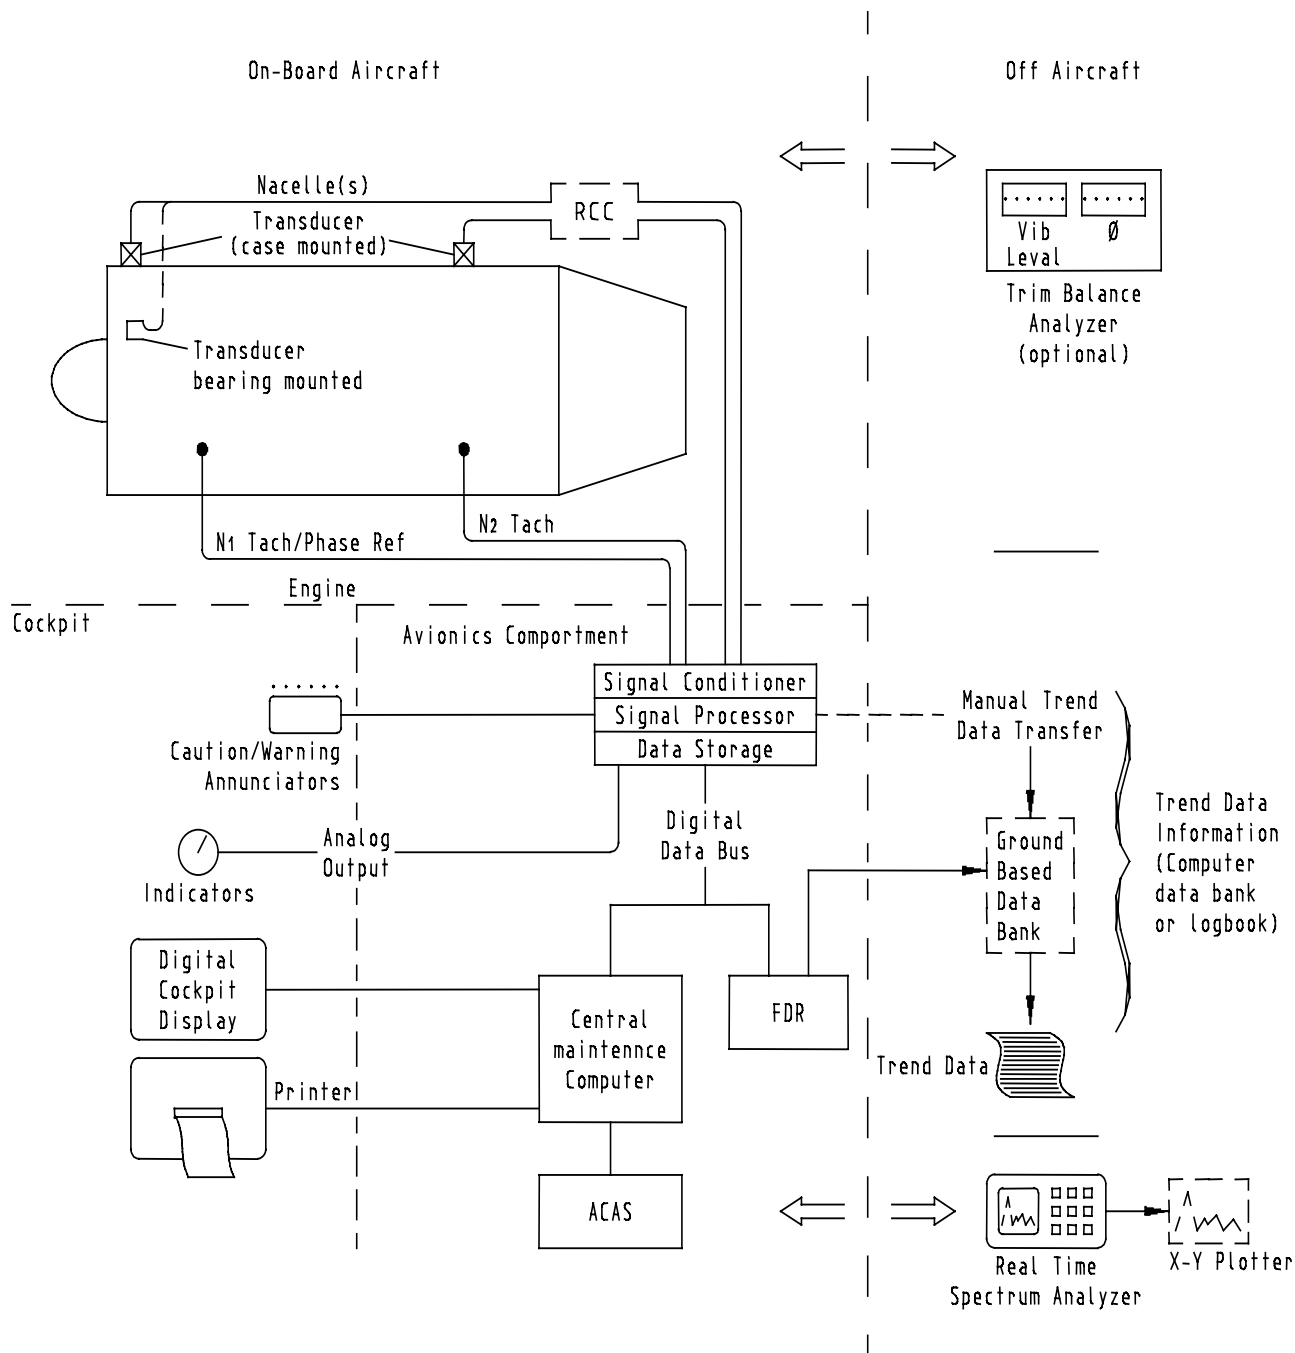 On-Board Aircraft
Off Aircraft
Nacelle(s)
RCC
Transducer
(case mounted)
Vib
Leval
Ø
Trim Balance
Analyzer
(optional)
Transducer
bearing mounted
N2 Tach
N1 Tach/Phase Ref
Engine
Cockpit
Avionics Comportment
Signal Conditioner
Signal Processor
Data Storage
Manual Trend
Data Transfer
Caution/Warning
Annunciators
Analog
Output
Digital
Data Bus
Indicators
Ground
Based
Data
Bank
Trend Data
Information
(Computer
data bank
or logbook)
Digital
Cockpit
Display
Central
maintennce
Computer
FDR
Trend Data
Printer
ACAS
Real Time
Spectrum Analyzer
X-Y Plotter